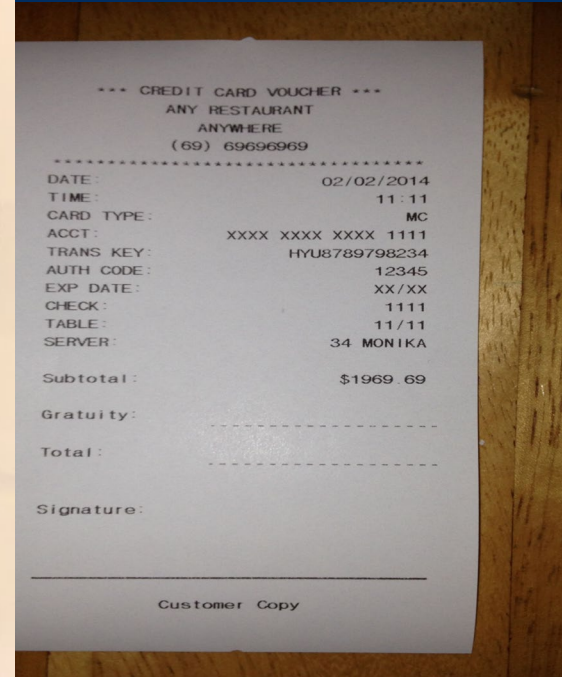 *** CREDIT CARD VOUCHER ***
ANY RESTAURANT
ANYWHERE
(69) 69696969
***********************************
DATE: 02/02/2014
TIME: 11:11
CARD TYPE: MC
ACCT: XXXX XXXX XXXX 1111
TRANS KEY: HYU8789798234
AUTH CODE: 12345
EXP DATE: XX/XX
CHECK: 1111
TABLE: 11/11
SERVER: 34 MONIKA
Subtotal: $1969.69
Gratuity:
Total:
Signature:
Customer Copy